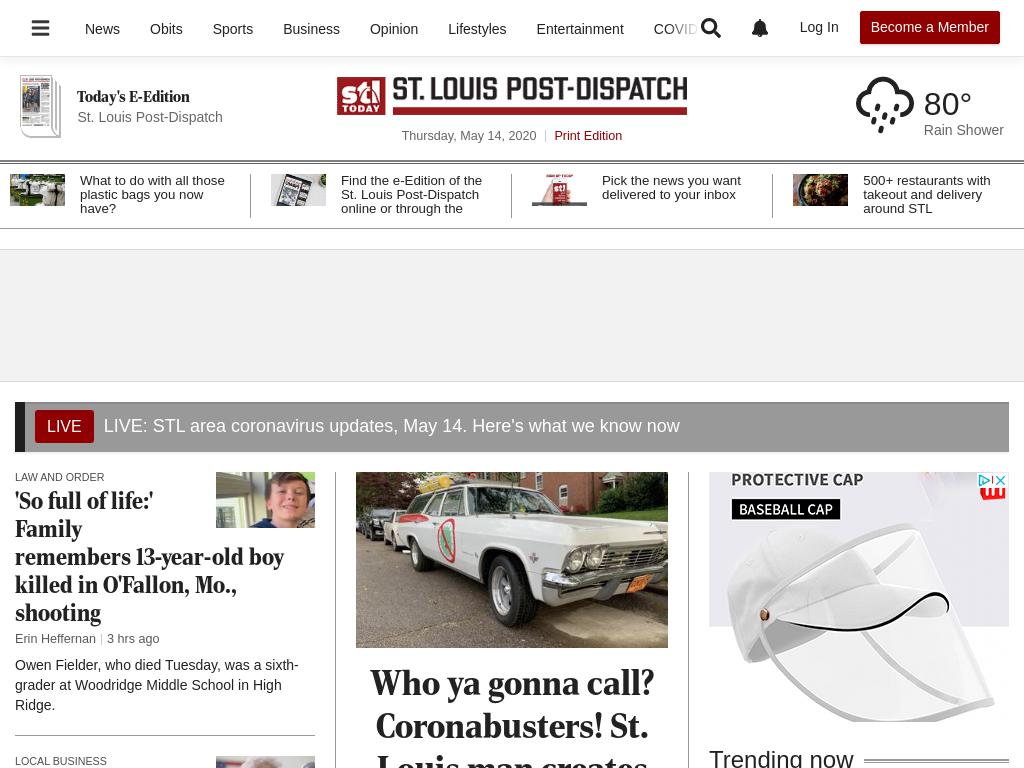 News Obits Sports Business Opinion Lifestyles Entertainment COVID Log In Become a Member
Today's E-Edition
St. Louis Post-Dispatch
stl
TODAY
ST. LOUIS POST-DISPATCH
Thursday, May 14, 2020 Print Edition
80°
Rain Shower
What to do with all those
plastic bags you now
have?
Find the e-Edition of the
St. Louis Post-Dispatch
online or through the
Pick the news you want
delivered to your inbox
500+ restaurants with
takeout and delivery
around STL
LIVE LIVE: STL area coronavirus updates, May 14. Here's what we know now
LAW AND ORDER
'So full of life:'
Family
remembers 13-year-old boy
killed in O'Fallon, Mo.,
shooting
Erin Heffernan 3 hrs ago
Owen Fielder, who died Tuesday, was a sixth-
grader at Woodridge Middle School in High
Ridge.
LOCAL BUSINESS
Who ya gonna call?
Coronabusters! St.
Louis man creates
PROTECTIVE CAP
BASEBALL CAP
Trending now